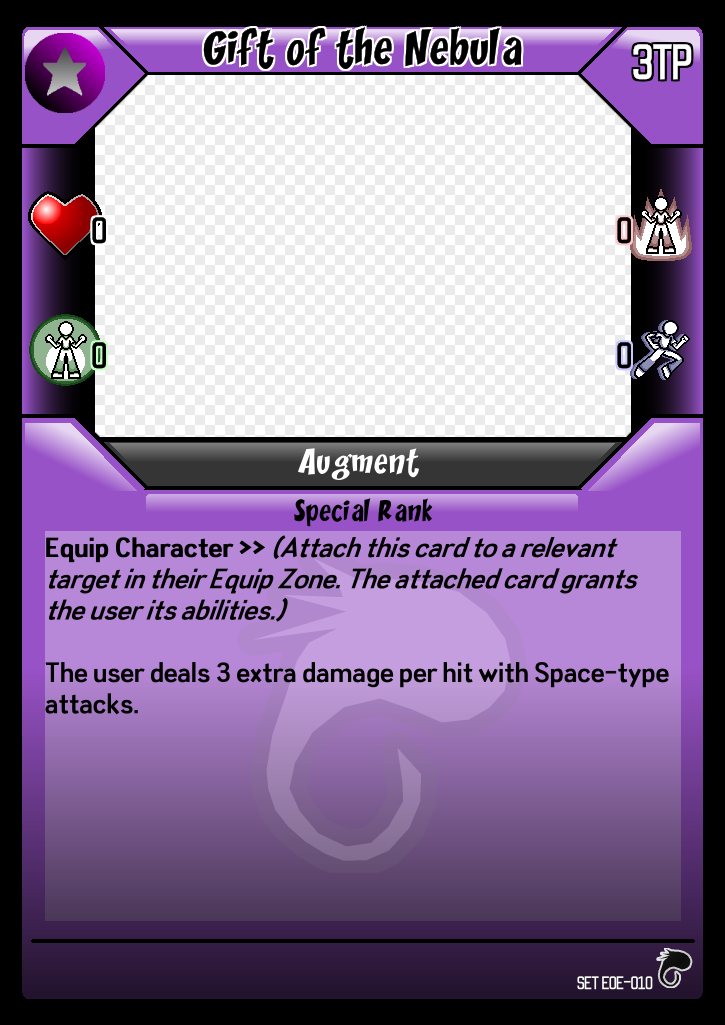 Gift of the Nebula
3TP
0
0
0
0
Augment
Special Rank
Equip Character >> (Attach this card to a relevant
target in their Equip Zone. The attached card grants
the user its abilities.)
The user deals 3 extra damage per hit with Space-type
attacks.
SET EOE-010